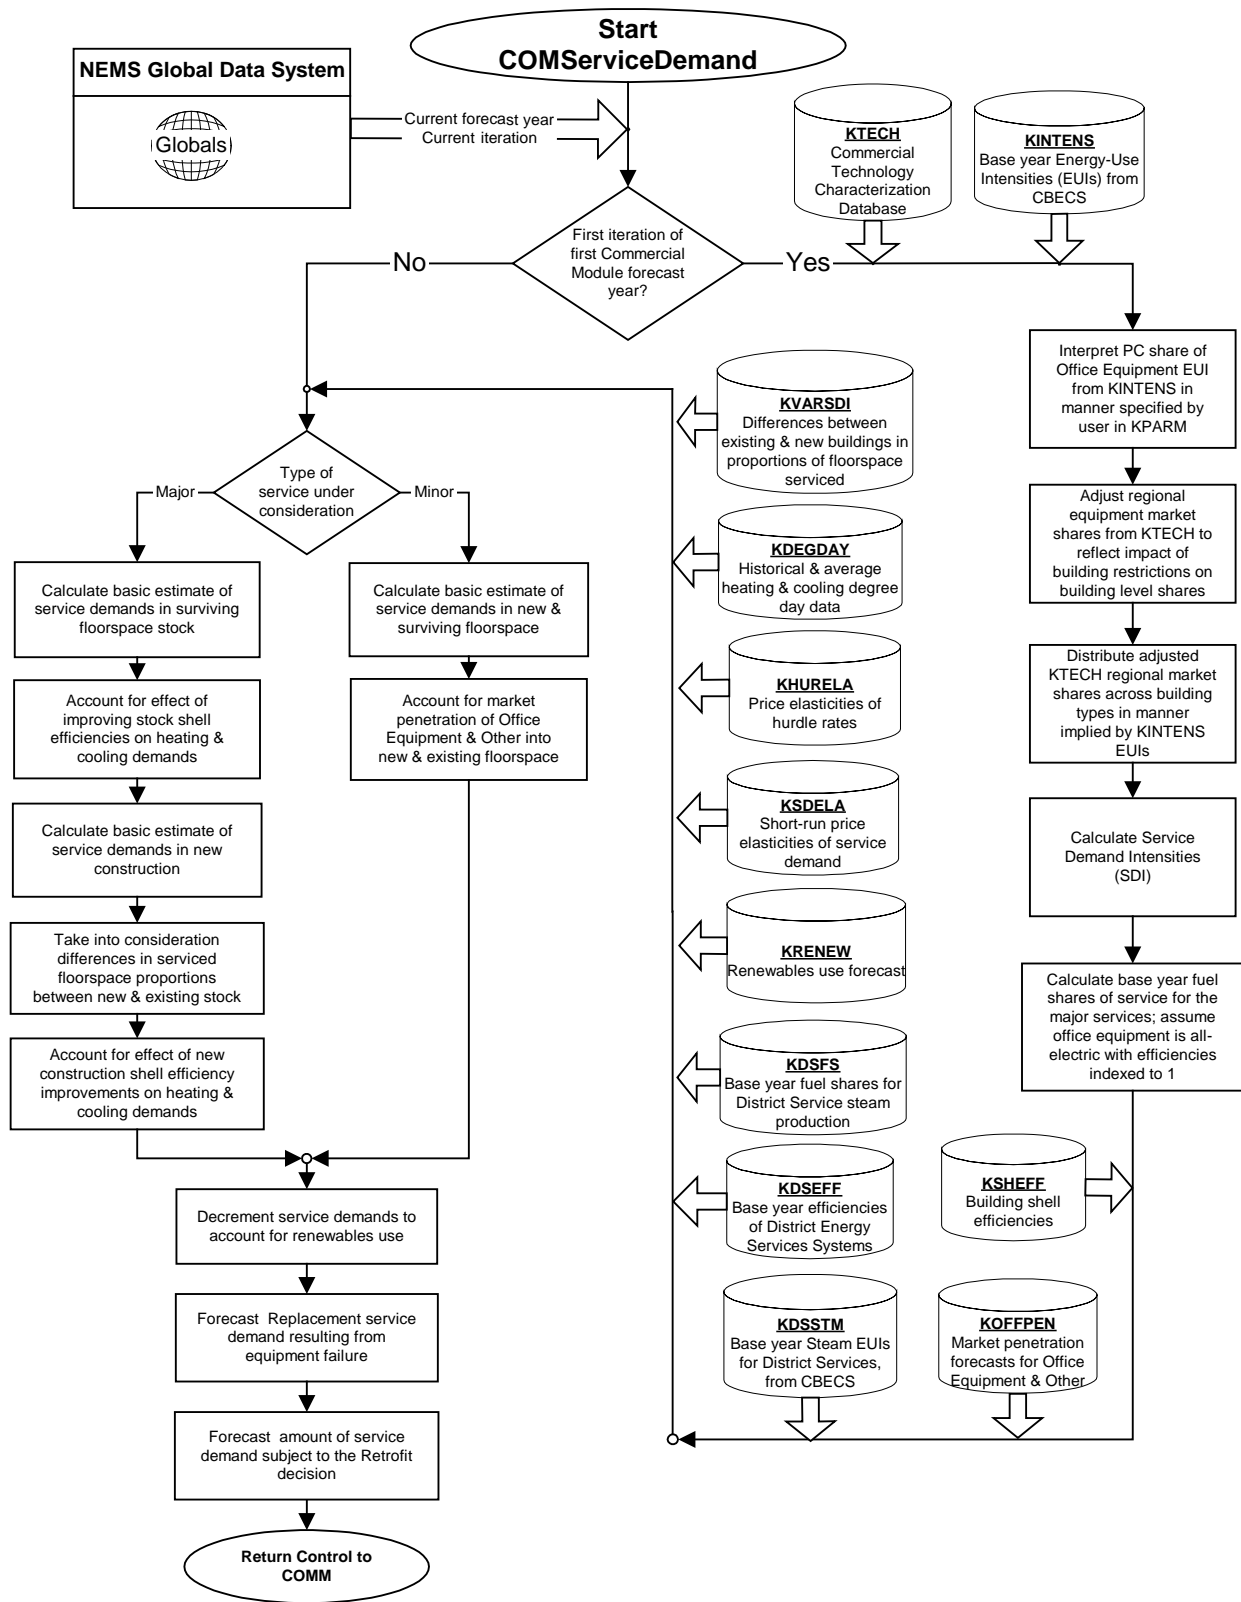 Start
COMServiceDemand
NEMS Global Data System
Globals
Current forecast year
Current iteration
KTECH
Commercial
Technology
Characterization
Database
KINTENS
Base year Energy-Use
Intensities (EUIs) from
CBECS
First iteration of
first Commercial
Module forecast
year?
No
Yes
Interpret PC share of
Office Equipment EUI
from KINTENS in
manner specified by
user in KPARM
Adjust regional
equipment market
shares from KTECH to
reflect impact of
building restrictions on
building level shares
Distribute adjusted
KTECH regional market
shares across building
types in manner
implied by KINTENS
EUIs
Calculate Service
Demand Intensities
(SDI)
Calculate base year fuel
shares of service for the
major services; assume
office equipment is all-
electric with efficiencies
indexed to 1
KSHEFF
Building shell
efficiencies
KOFFPEN
Market penetration
forecasts for Office
Equipment & Other
KVARSDI
Differences between
existing & new buildings in
proportions of floorspace
serviced
KDEGDAY
Historical & average
heating & cooling degree
day data
KHURELA
Price elasticities of
hurdle rates
KSDELA
Short-run price
elasticities of service
demand
KRENEW
Renewables use forecast
KDSFS
Base year fuel shares for
District Service steam
production
KDSEFF
Base year efficiencies
of District Energy
Services Systems
KDSSTM
Base year Steam EUIs
for District Services,
from CBECS
Type of
service under
consideration
Major
Minor
Calculate basic estimate of
service demands in surviving
floorspace stock
Account for effect of
improving stock shell
efficiencies on heating &
cooling demands
Calculate basic estimate of
service demands in new
construction
Take into consideration
differences in serviced
floorspace proportions
between new & existing stock
Account for effect of new
construction shell efficiency
improvements on heating &
cooling demands
Calculate basic estimate of
service demands in new &
surviving floorspace
Account for market
penetration of Office
Equipment & Other into
new & existing floorspace
Decrement service demands to
account for renewables use
Forecast Replacement service
demand resulting from
equipment failure
Forecast amount of service
demand subject to the Retrofit
decision
Return Control to
COMM